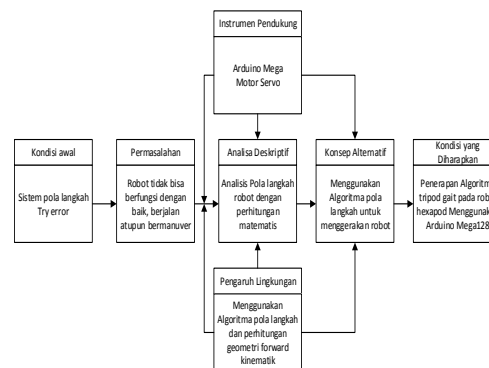 Instrumen Pendukung
Arduino Mega
Motor Servo
Kondisi awal
Sistem pola langkah
Try error
Permasalahan
Robot tidak bisa
berfungsi dengan
baik, berjalan
atupun bermanuver
Analisa Deskriptif
Analisis Pola langkah
robot dengan
perhitungan
matematis
Konsep Alternatif
Menggunakan
Algoritma pola
langkah untuk
menggerakan robot
Kondisi yang
Diharapkan
Penerapan Algoritm
tripod gait pada rob
hexapod Menggunak
Arduino Mega128
Pengaruh Lingkungan
Menggunakan
Algoritma pola langkah
dan perhitungan
geometri forward
kinematik